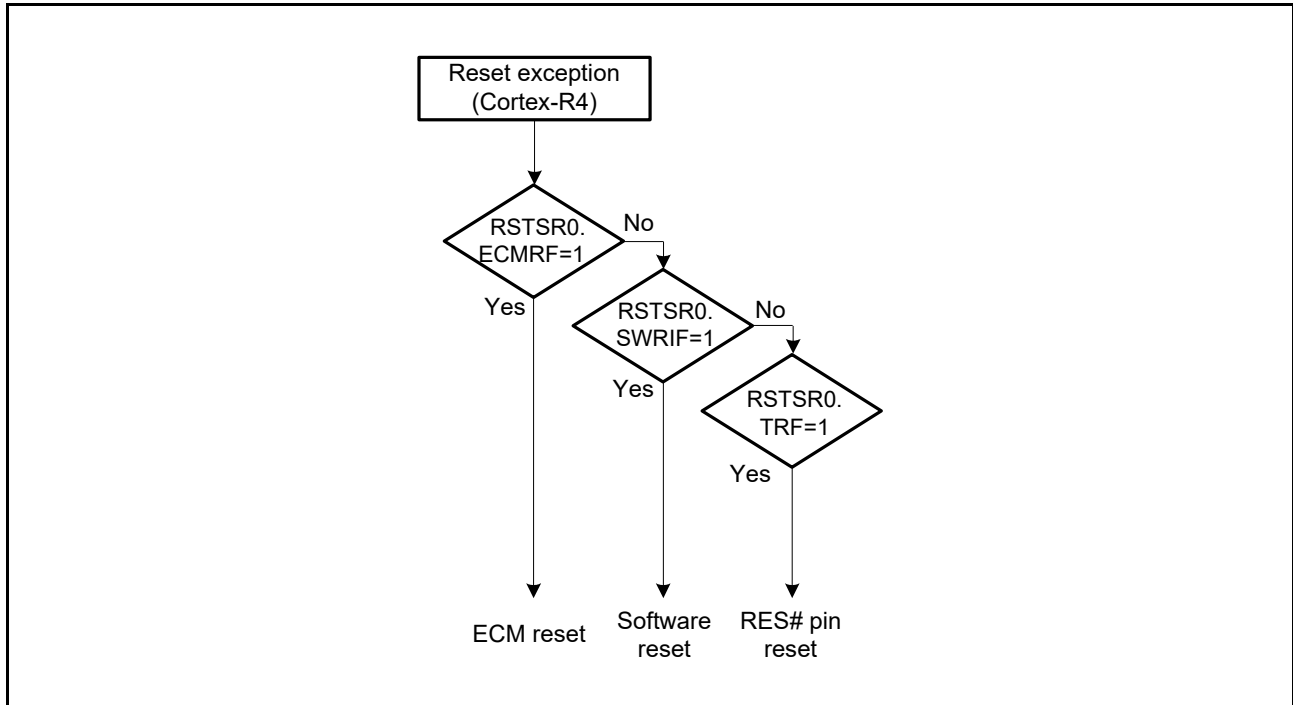 Reset exception
(Cortex-R4)
RSTSR0.
ECMRF=1
No
Yes
RSTSR0.
SWRIF=1
No
Yes
RSTSR0.
TRF=1
Yes
ECM reset
Software
reset
RES# pin
reset